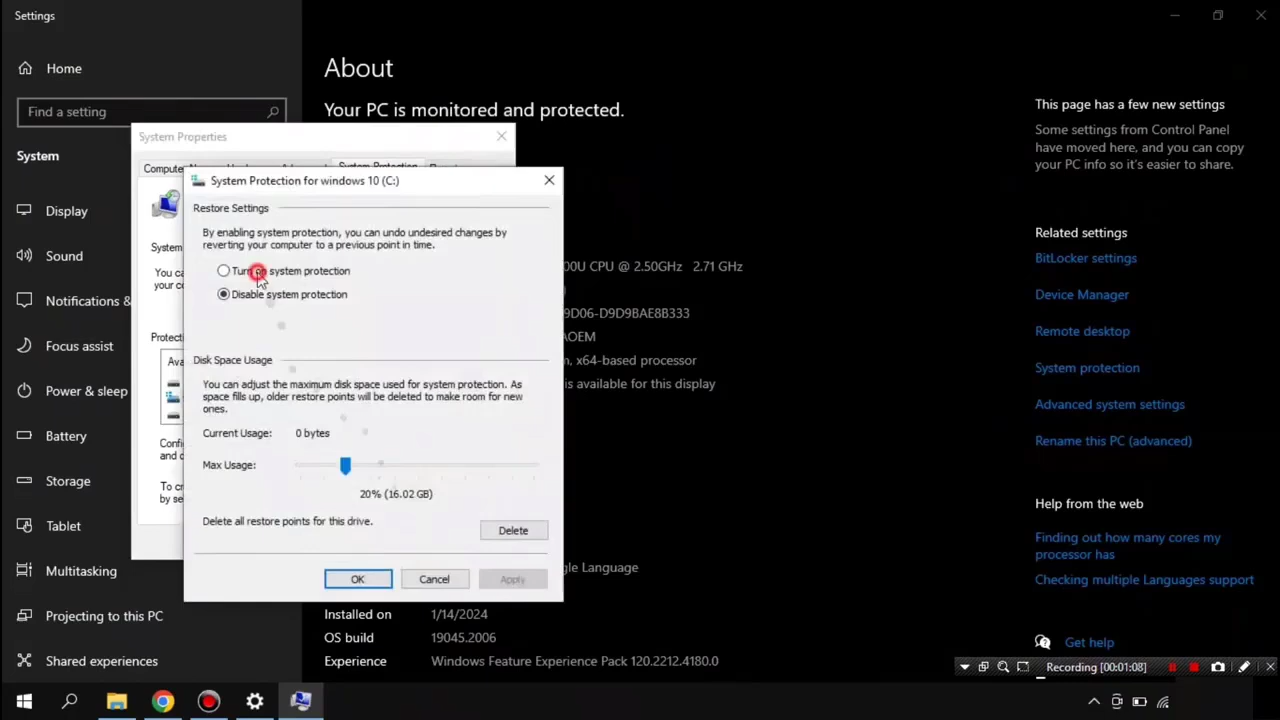 Settings
Home
Find a setting
System
Display
Sound
Notifications &
Focus assist
Power & sleep
Battery
Storage
Tablet
Multitasking
Projecting to this PC
Shared experiences
About
Your PC is monitored and protected.
00U CPU @ 2.50GHz 2.71 GHz
9D06-D9D9BAE8B333
AOEM
, x64-based processor
is available for this display
gle Language
Installed on 1/14/2024
OS build 19045.2006
Experience Windows Feature Experience Pack 120.2212.4180.0
System Properties
Compute
System Protection
System
You ca
your c
Protecti
Ava
Confi
and c
To cr
by se
System Protection for windows 10 (C:)
Restore Settings
By enabling system protection, you can undo undesired changes by
reverting your computer to a previous point in time.
Turn on system protection
Disable system protection
Disk Space Usage
You can adjust the maximum disk space used for system protection. As
space fills up, older restore points will be deleted to make room for new
ones.
Current Usage: 0 bytes
Max Usage:
20% (16.02 GB)
Delete all restore points for this drive.
Delete
OK Cancel Apply
This page has a few new settings
Some settings from Control Panel
have moved here, and you can copy
your PC info so it's easier to share.
Related settings
BitLocker settings
Device Manager
Remote desktop
System protection
Advanced system settings
Rename this PC (advanced)
Help from the web
Finding out how many cores my
processor has
Checking multiple Languages support
Get help
Recording [00:01:08]